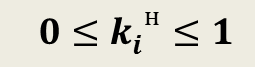 0 ≤ kᵢᴴ ≤ 1